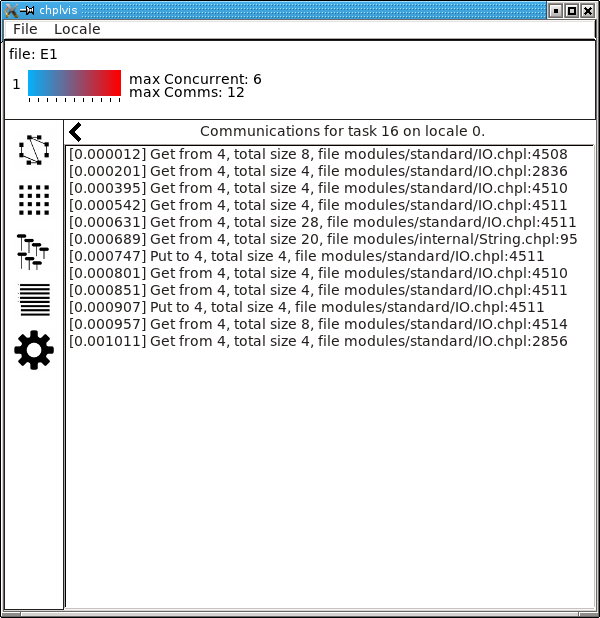 chplvis
File Locale
file: E1
1
max Concurrent: 6
max Comms: 12
Communications for task 16 on locale 0.
[0.000012] Get from 4, total size 8, file modules/standard/IO.chpl:4508
[0.000201] Get from 4, total size 4, file modules/standard/IO.chpl:2836
[0.000395] Get from 4, total size 4, file modules/standard/IO.chpl:4510
[0.000542] Get from 4, total size 4, file modules/standard/IO.chpl:4511
[0.000631] Get from 4, total size 28, file modules/standard/IO.chpl:4511
[0.000689] Get from 4, total size 20, file modules/internal/String.chpl:95
[0.000747] Put to 4, total size 4, file modules/standard/IO.chpl:4511
[0.000801] Get from 4, total size 4, file modules/standard/IO.chpl:4510
[0.000851] Get from 4, total size 4, file modules/standard/IO.chpl:4511
[0.000907] Put to 4, total size 4, file modules/standard/IO.chpl:4511
[0.000957] Get from 4, total size 8, file modules/standard/IO.chpl:4514
[0.001011] Get from 4, total size 4, file modules/standard/IO.chpl:2856